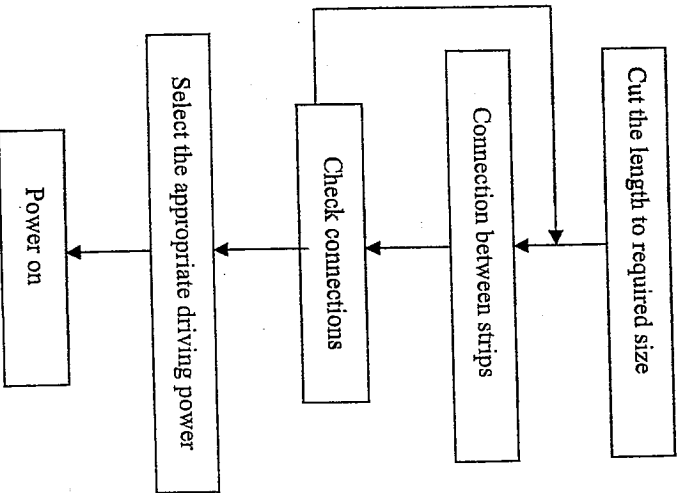 Cut the length to required size
Connection between strips
Check connections
Select the appropriate driving power
Power on